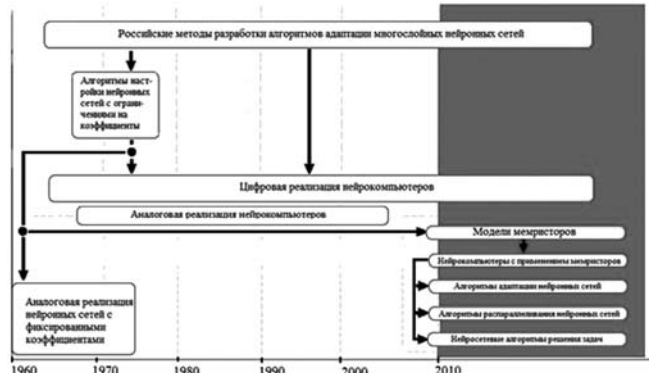 Российские методы разработки алгоритмов адаптации многослойных нейронных сетей
Алгоритмы наст-
ройки нейронных
сетей с ограни-
чениями на
коэффициенты
Цифровая реализация нейрокомпьютеров
Аналоговая реализация нейрокомпьютеров
Модели мемристоров
Нейрокомпьютеры с применением мемристоров
Аналоговая реализация
нейронных сетей с
фиксированными
коэффициентами
Алгоритмы адаптации нейронных сетей
Алгоритмы распараллеливания нейронных сетей
Нейросетевые алгоритмы решения задач
1960 1970 1980 1990 2000 2010